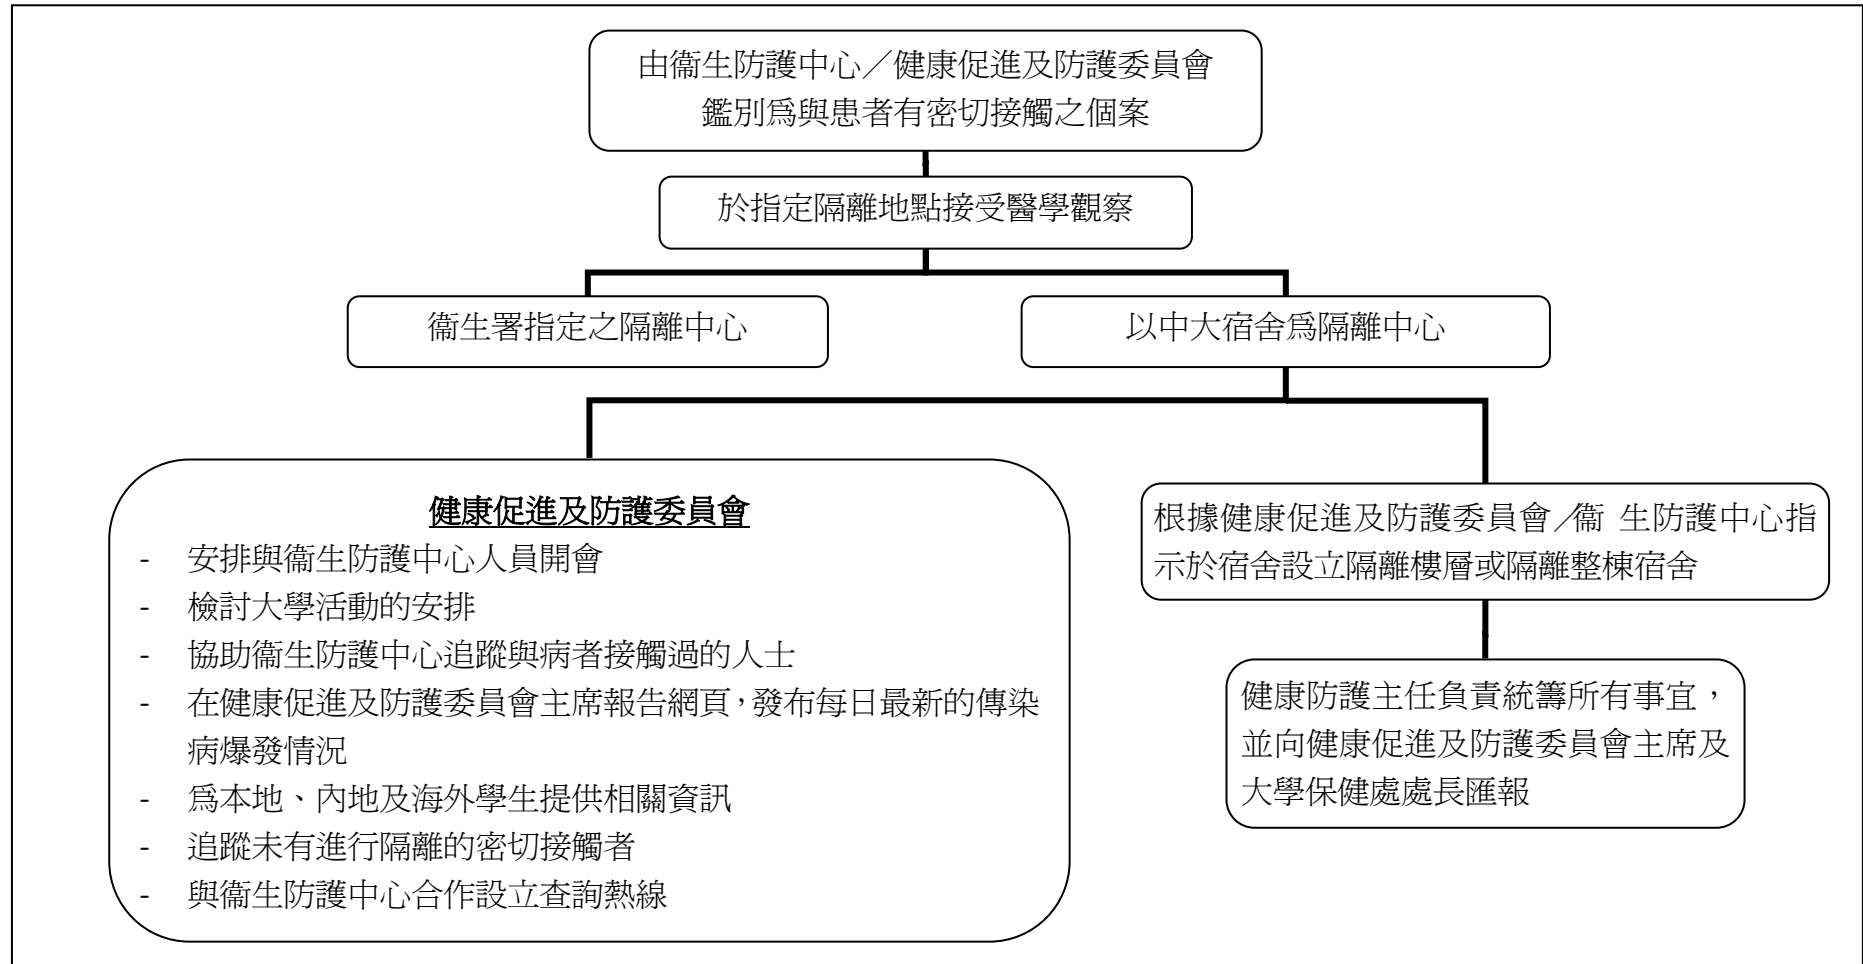 由衞生防護中心／健康促進及防護委員會
鑑別爲與患者有密切接觸之個案
於指定隔離地點接受醫學觀察
衞生署指定之隔離中心
以中大宿舍爲隔離中心
健康促進及防護委員會
- 安排與衞生防護中心人員開會
- 檢討大學活動的安排
- 協助衞生防護中心追蹤與病者接觸過的人士
- 在健康促進及防護委員會主席報告網頁，發布每日最新的傳染
病爆發情況
- 爲本地、內地及海外學生提供相關資訊
- 追蹤未有進行隔離的密切接觸者
- 與衞生防護中心合作設立查詢熱線
根據健康促進及防護委員會／衞 生防護中心指
示於宿舍設立隔離樓層或隔離整棟宿舍
健康防護主任負責統籌所有事宜，
並向健康促進及防護委員會主席及
大學保健處處長匯報